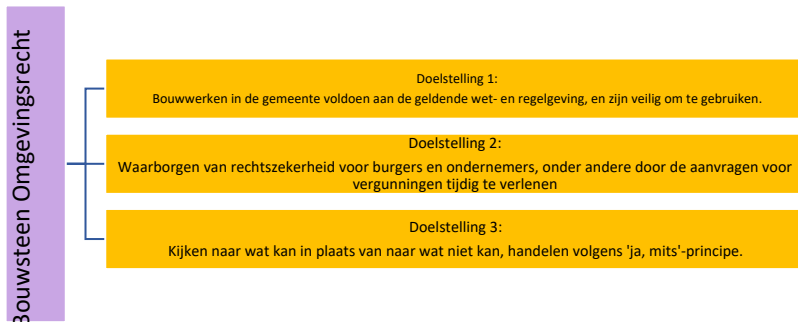 Bouwsteen Omgevingsrecht
Doelstelling 1:
Bouwwerken in de gemeente voldoen aan de geldende wet- en regelgeving, en zijn veilig om te gebruiken.
Doelstelling 2:
Waarborgen van rechtszekerheid voor burgers en ondernemers, onder andere door de aanvragen voor
vergunningen tijdig te verlenen
Doelstelling 3:
Kijken naar wat kan in plaats van naar wat niet kan, handelen volgens 'ja, mits'-principe.